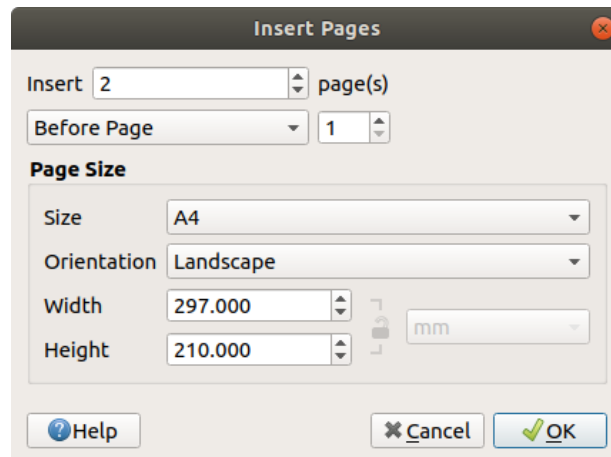 Insert Pages
Insert 2 page(s)
Before Page 1
Page Size
Size A4
Orientation Landscape
Width 297.000
mm
Height 210.000
Help Cancel OK